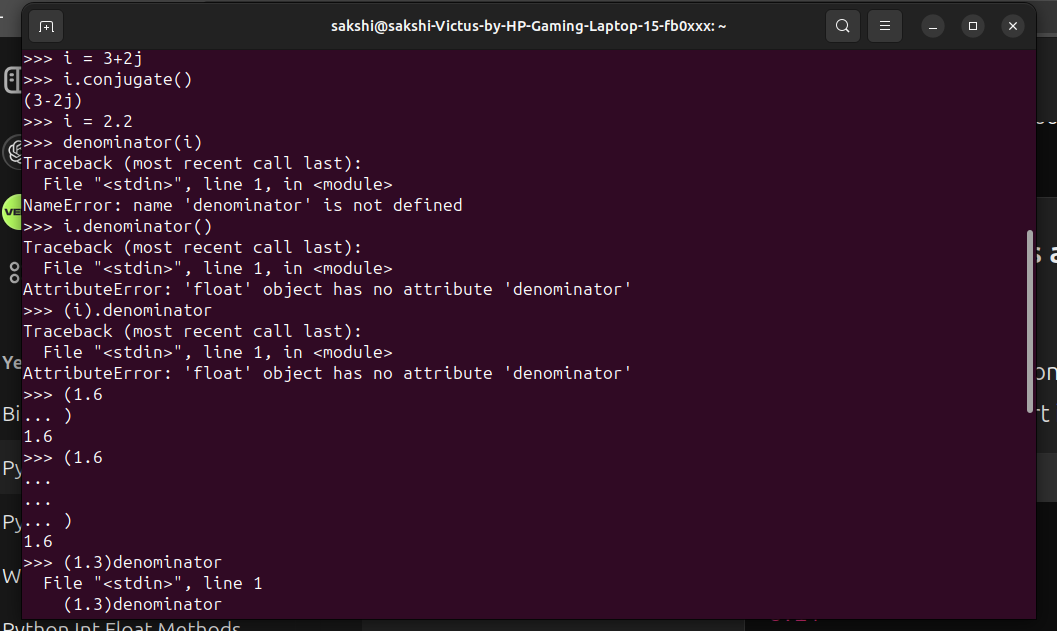 sakshi@sakshi-Victus-by-HP-Gaming-Laptop-15-fb0xxx: ~
>>> i = 3+2j
>>> i.conjugate()
(3-2j)
>>> i = 2.2
>>> denominator(i)
Traceback (most recent call last):
  File "<stdin>", line 1, in <module>
NameError: name 'denominator' is not defined
>>> i.denominator()
Traceback (most recent call last):
  File "<stdin>", line 1, in <module>
AttributeError: 'float' object has no attribute 'denominator'
>>> (i).denominator
Traceback (most recent call last):
  File "<stdin>", line 1, in <module>
AttributeError: 'float' object has no attribute 'denominator'
>>> (1.6
... )
1.6
>>> (1.6
...
...
... )
1.6
>>> (1.3)denominator
  File "<stdin>", line 1
    (1.3)denominator
Ye
Bi
Py
Py
W
Python Int Float Methods